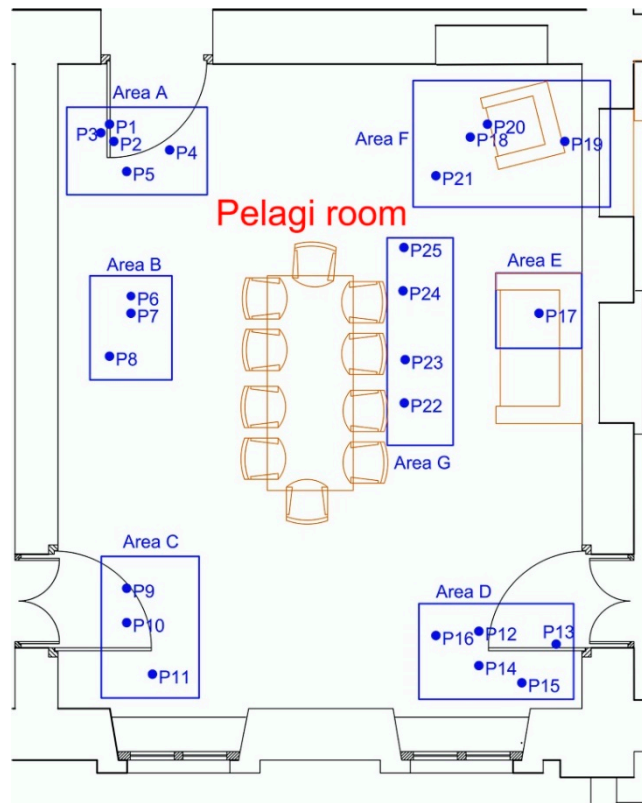 Area A
P1
P3
P2
P4
P5
Area F
P20
P18
P19
P21
Pelagi room
P25
Area B
Area E
P6
P24
P7
P17
P8
P23
P22
Area G
Area C
P9
Area D
P10
P16
P12
P13
P11
P14
P15